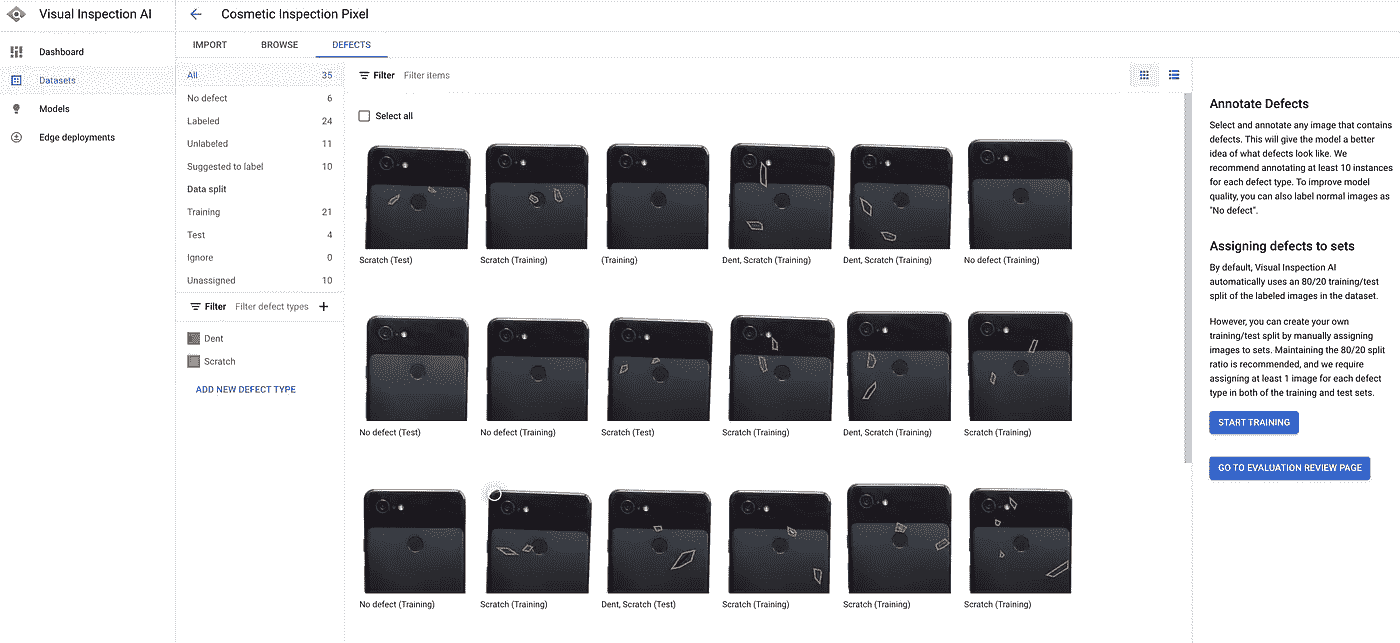 Visual Inspection AI
Cosmetic Inspection Pixel
Dashboard
Datasets
Models
Edge deployments
IMPORT
BROWSE
DEFECTS
All 35
No defect 6
Labeled 24
Unlabeled 11
Suggested to label 10
Data split
Training 21
Test 4
Ignore 0
Unassigned 10
Filter Filter defect types +
Dent
Scratch
ADD NEW DEFECT TYPE
Filter Filter items
Select all
Scratch (Test)
Scratch (Training)
(Training)
Dent, Scratch (Training)
Dent, Scratch (Training)
No defect (Training)
No defect (Test)
No defect (Training)
Scratch (Test)
Scratch (Training)
Dent, Scratch (Training)
Scratch (Training)
No defect (Training)
Scratch (Training)
Dent, Scratch (Test)
Scratch (Training)
Scratch (Training)
Scratch (Training)
Annotate Defects
Select and annotate any image that contains
defects. This will give the model a better
idea of what defects look like. We
recommend annotating at least 10 instances
for each defect type. To improve model
quality, you can also label normal images as
"No defect".
Assigning defects to sets
By default, Visual Inspection AI
automatically uses an 80/20 training/test
split of the labeled images in the dataset.
However, you can create your own
training/test split by manually assigning
images to sets. Maintaining the 80/20 split
ratio is recommended, and we require
assigning at least 1 image for each defect
type in both of the training and test sets.
START TRAINING
GO TO EVALUATION REVIEW PAGE